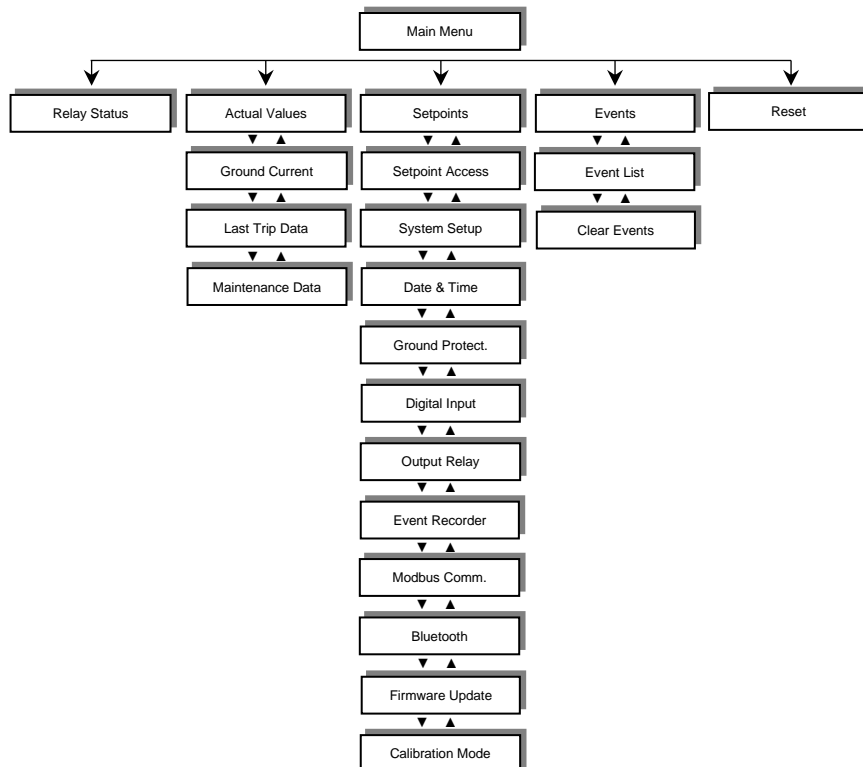 Main Menu
Relay Status
Actual Values
Setpoints
Events
Reset
Ground Current
Setpoint Access
Event List
Last Trip Data
System Setup
Clear Events
Maintenance Data
Date & Time
Ground Protect.
Digital Input
Output Relay
Event Recorder
Modbus Comm.
Bluetooth
Firmware Update
Calibration Mode